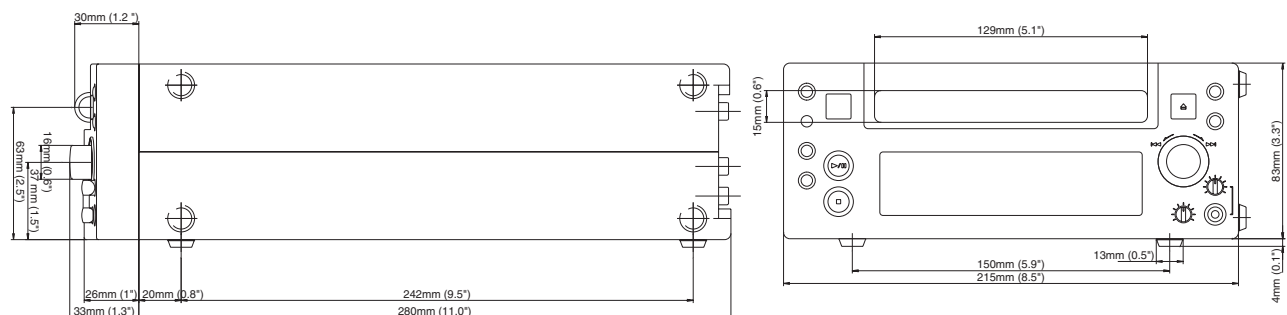 30mm (1.2 ")
63mm (2.5")
16mm (0.6")
37 mm (1.5")
26mm (1")
20mm (0.8")
242mm (9.5")
33mm (1.3")
280mm (11.0")
129mm (5.1")
15mm (0.6")
83mm (3.3")
13mm (0.5")
150mm (5.9")
215mm (8.5")
4mm (0.1")